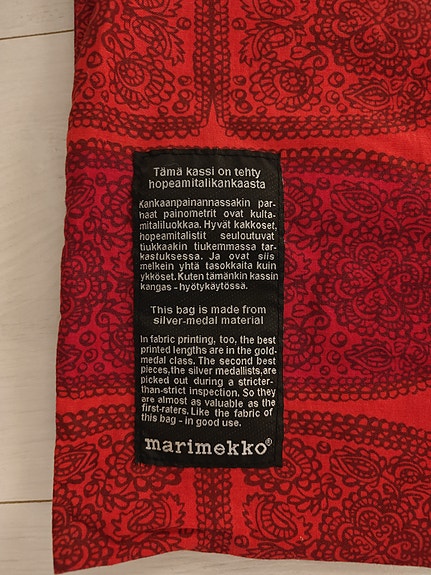 Tämä kassi on tehty
hopeamitalikankaasta
Kankaanpainannassakin par-
haat painometrit ovat kulta-
mitaliluokkaa. Hyvät kakkoset,
hopeamitalistit seuloutuvat
tiukkaakin tiukemmassa tar-
kastuksessa. Ja ovat siis
melkein yhtä tasokkaita kuin
ykköset. Kuten tämänkin kassin
kangas - hyötykäytössä.
This bag is made from
silver-medal material
In fabric printing, too, the best
printed lengths are in the gold-
medal class. The second best
pieces,the silver medallists,are
picked out during a stricter-
than-strict inspection. So they
are almost as valuable as the
first-raters. Like the fabric of
this bag - in good use.
marimekko®